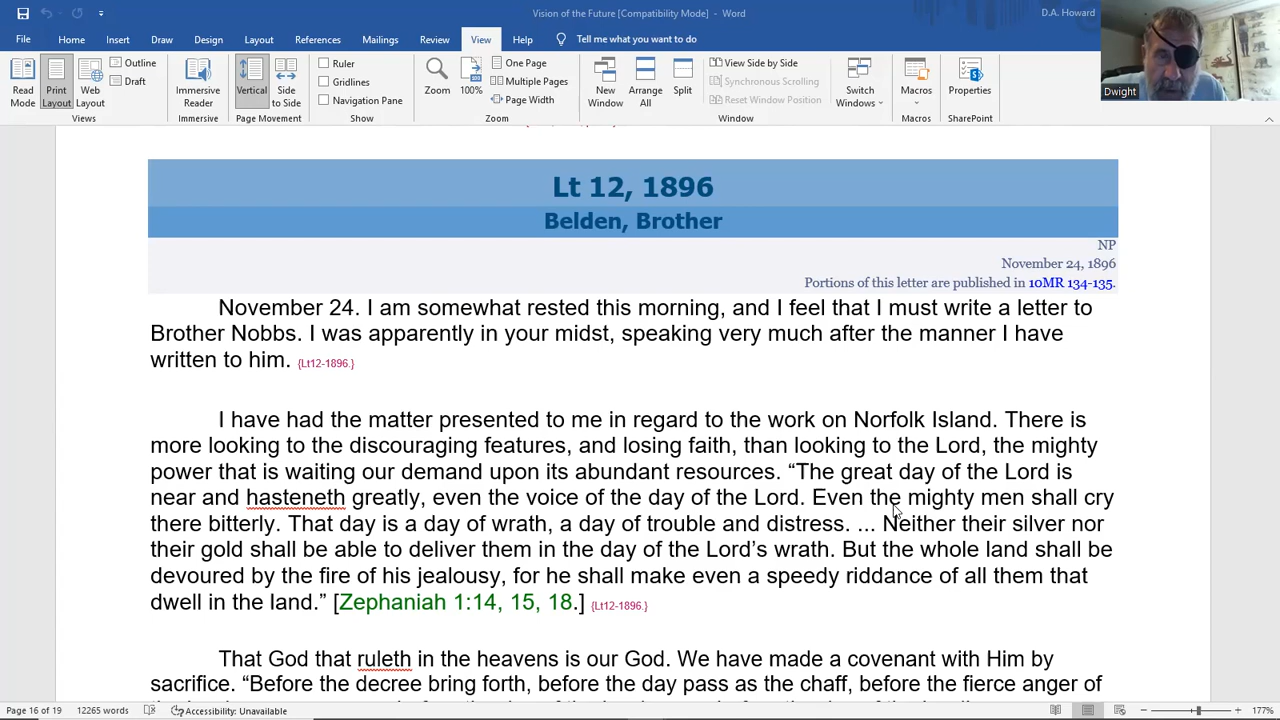 Vision of the Future [Compatibility Mode] - Word
D.A. Howard
File Home Insert Draw Design Layout References Mailings Review View Help Tell me what you want to do
Read Mode
Print Layout
Web Layout
Outline
Draft
Views
Immersive Reader
Immersive
Vertical
Side to Side
Page Movement
Ruler
Gridlines
Navigation Pane
Show
Zoom
100%
One Page
Multiple Pages
Page Width
Zoom
New Window
Arrange All
Split
View Side by Side
Synchronous Scrolling
Reset Window Position
Window
Switch Windows
Macros
Macros
Properties
SharePoint
Dwight
Lt 12, 1896
Belden, Brother
NP
November 24, 1896
Portions of this letter are published in 10MR 134-135.
November 24. I am somewhat rested this morning, and I feel that I must write a letter to
Brother Nobbs. I was apparently in your midst, speaking very much after the manner I have
written to him. {Lt12-1896.}
I have had the matter presented to me in regard to the work on Norfolk Island. There is
more looking to the discouraging features, and losing faith, than looking to the Lord, the mighty
power that is waiting our demand upon its abundant resources. “The great day of the Lord is
near and hasteneth greatly, even the voice of the day of the Lord. Even the mighty men shall cry
there bitterly. That day is a day of wrath, a day of trouble and distress. ... Neither their silver nor
their gold shall be able to deliver them in the day of the Lord’s wrath. But the whole land shall be
devoured by the fire of his jealousy, for he shall make even a speedy riddance of all them that
dwell in the land.” [Zephaniah 1:14, 15, 18.] {Lt12-1896.}
That God that ruleth in the heavens is our God. We have made a covenant with Him by
sacrifice. “Before the decree bring forth, before the day pass as the chaff, before the fierce anger of
Page 16 of 19 12265 words Accessibility: Unavailable 177%